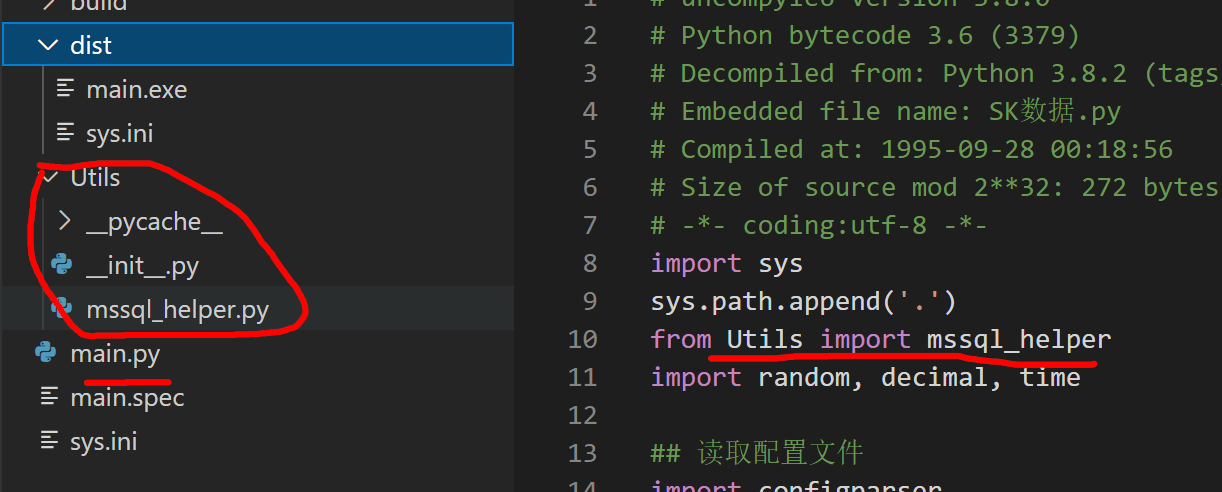 build
dist
main.exe
sys.ini
Utils
__pycache__
__init__.py
mssql_helper.py
main.py
main.spec
sys.ini
1 # uncompyle6 version 3.8.0
2 # Python bytecode 3.6 (3379)
3 # Decompiled from: Python 3.8.2 (tags
4 # Embedded file name: SK数据.py
5 # Compiled at: 1995-09-28 00:18:56
6 # Size of source mod 2**32: 272 bytes
7 # -*- coding:utf-8 -*-
8 import sys
9 sys.path.append('.')
10 from Utils import mssql_helper
11 import random, decimal, time
12
13 ## 读取配置文件
14 import configparser